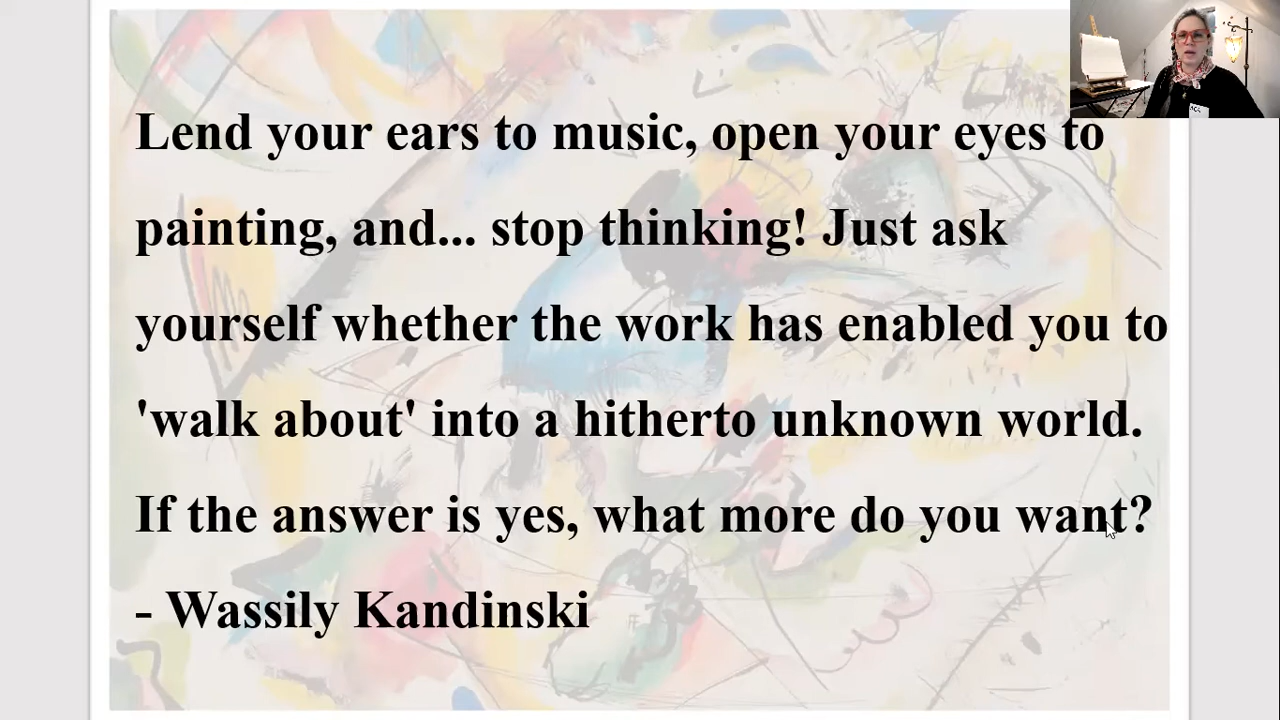 Lend your ears to music, open your eyes to
painting, and... stop thinking! Just ask
yourself whether the work has enabled you to
'walk about' into a hitherto unknown world.
If the answer is yes, what more do you want?
- Wassily Kandinski